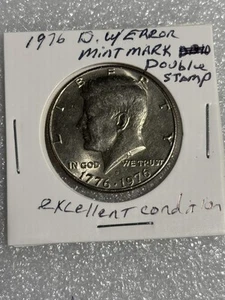 1976 D. W/ ERROR
MINT MARK
DOUBLE
STAMP
LIBERTY
IN GOD WE TRUST
1776 · 1976
excellent condition